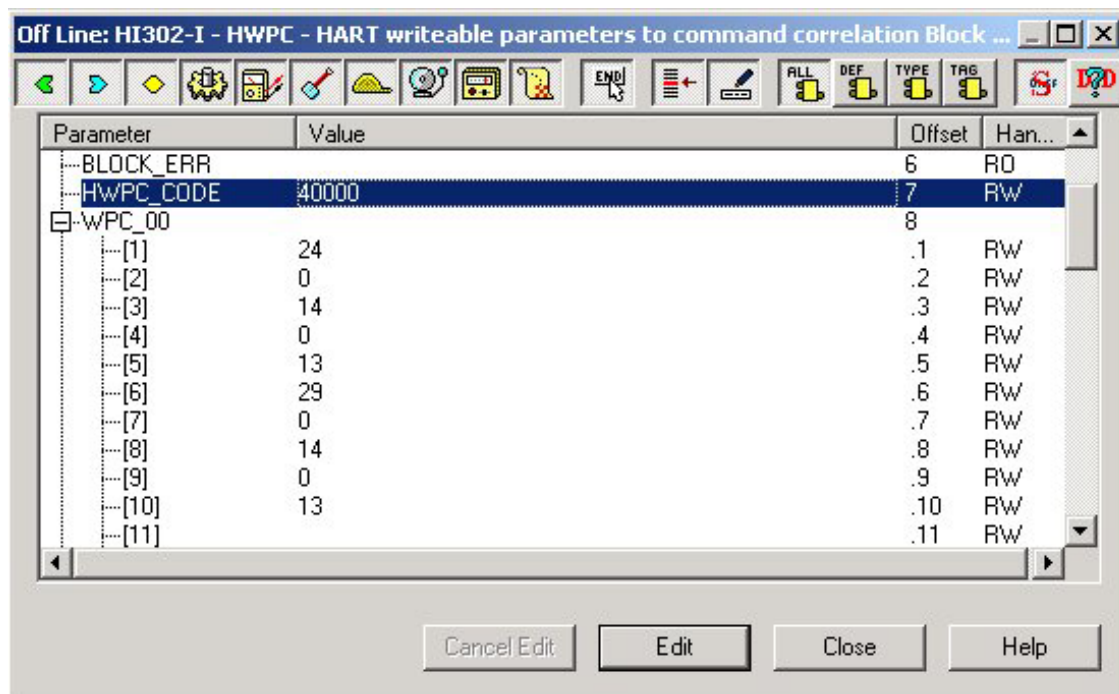 Off Line: HI302-I - HWPC - HART writeable parameters to command correlation Block ...
END ALL DEF TYPE TAG S DD
Parameter Value Offset Han...
BLOCK_ERR 6 RO
HWPC_CODE 40000 7 RW
WPC_00 8
[1] 24 .1 RW
[2] 0 .2 RW
[3] 14 .3 RW
[4] 0 .4 RW
[5] 13 .5 RW
[6] 29 .6 RW
[7] 0 .7 RW
[8] 14 .8 RW
[9] 0 .9 RW
[10] 13 .10 RW
[11] .11 RW
Cancel Edit Edit Close Help